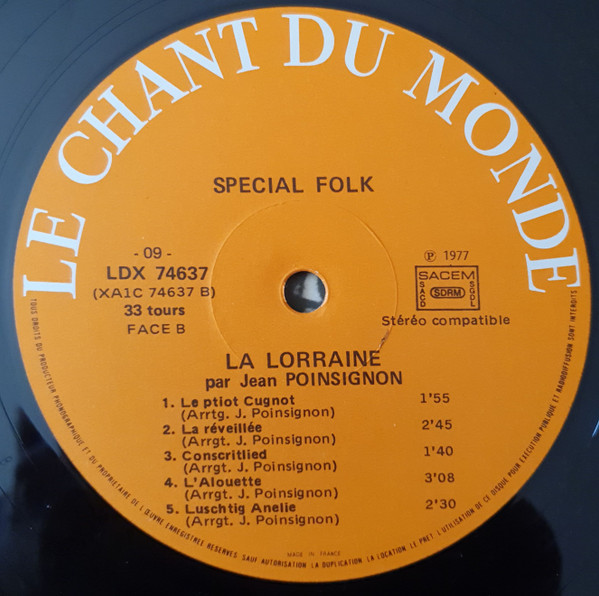 LE CHANT DU MONDE
SPECIAL FOLK
- 09 -
LDX 74637
(XA1C 74637 B)
33 tours
FACE B
℗ 1977
SACEM
SACD SDRM SGDL
Stéréo compatible
LA LORRAINE
par Jean POINSIGNON
1. Le ptiot Cugnot 1'55
(Arrtg. J. Poinsignon)
2. La réveillée 2'45
(Arrgt. J. Poinsignon)
3. Conscritlied 1'40
(Arrgt. J. Poinsignon)
4. L'Alouette 3'08
(Arrgt. J. Poinsignon)
5. Luschtig Anelie 2'30
(Arrgt. J. Poinsignon)
MADE IN FRANCE
TOUS DROITS DU PRODUCTEUR PHONOGRAPHIQUE ET DU PROPRIETAIRE DE L'ŒUVRE ENREGISTREE RESERVES SAUF AUTORISATION LA DUPLICATION LA LOCATION LE PRET L'UTILISATION DE CE DISQUE POUR EXECUTION PUBLIQUE ET RADIODIFFUSION SONT INTERDITS